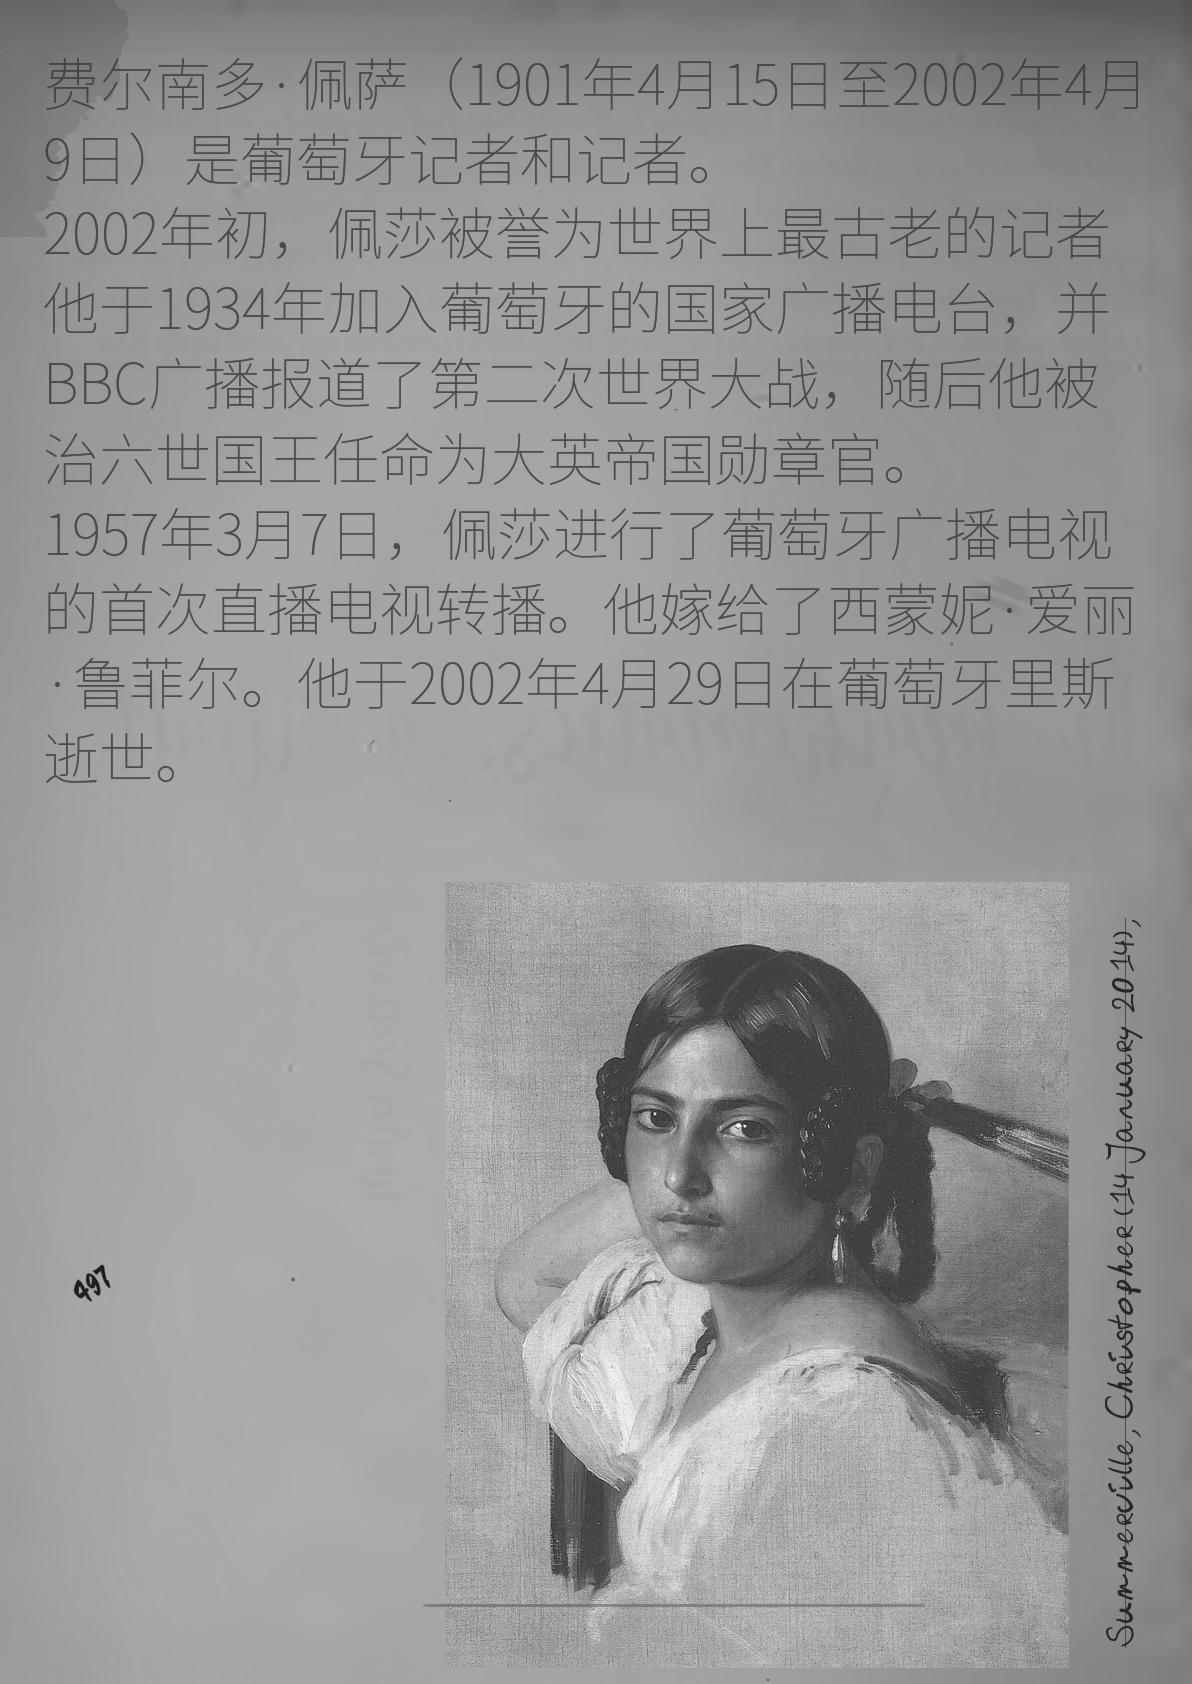 费尔南多·佩萨（1901年4月15日至2002年4月
9日）是葡萄牙记者和记者。
2002年初，佩莎被誉为世界上最古老的记者
他于1934年加入葡萄牙的国家广播电台，并
BBC广播报道了第二次世界大战，随后他被
治六世国王任命为大英帝国勋章官。
1957年3月7日，佩莎进行了葡萄牙广播电视
的首次直播电视转播。他嫁给了西蒙妮·爱丽
·鲁菲尔。他于2002年4月29日在葡萄牙里斯
逝世。
Summerville, Christopher (14 January 2014),
497